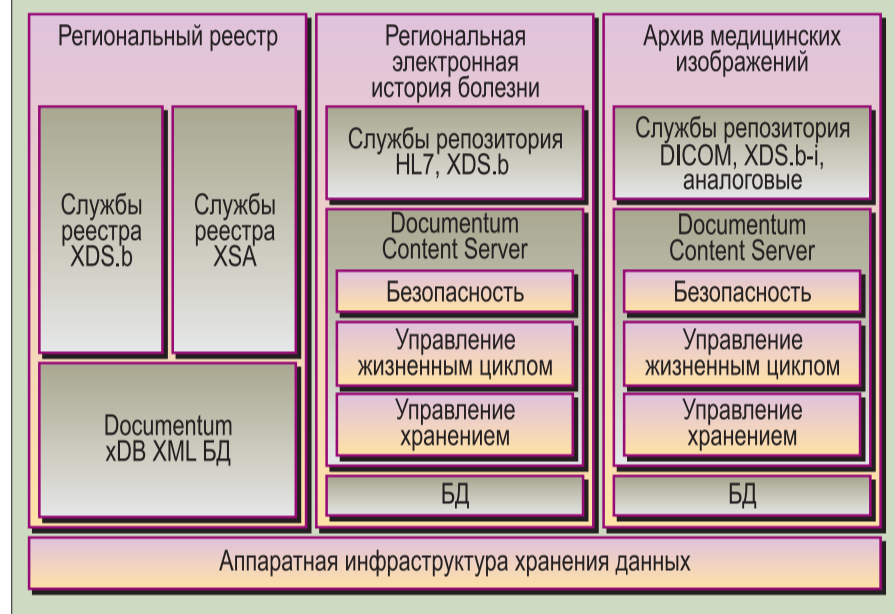 Региональный реестр
Службы
реестра
XDS.b
Службы
реестра
XSA
Documentum
xDB XML БД
Региональная
электронная
история болезни
Службы репозитория
HL7, XDS.b
Documentum
Content Server
Безопасность
Управление
жизненным циклом
Управление
хранением
БД
Архив медицинских
изображений
Службы репозитория
DICOM, XDS.b-i,
аналоговые
Documentum
Content Server
Безопасность
Управление
жизненным циклом
Управление
хранением
БД
Аппаратная инфраструктура хранения данных